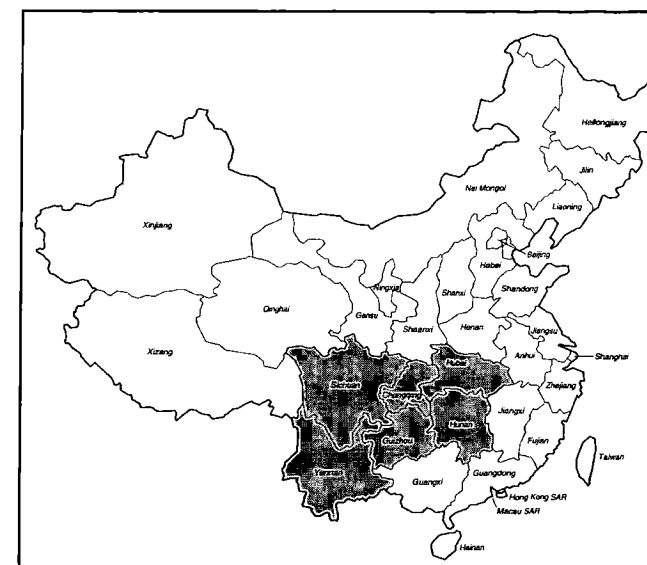 Heilongjiang
Jilin
Nei Mongol
Liaoning
Xinjiang
Beijing
Hebei
Ningxia
Shanxi
Shandong
Qinghai
Gansu
Shaanxi
Henan
Jiangsu
Xizang
Anhui
Shanghai
Hubei
Sichuan
Chongqing
Zhejiang
Jiangxi
Hunan
Guizhou
Fujian
Yunnan
Taiwan
Guangxi
Guangdong
Hong Kong SAR
Macau SAR
Hainan